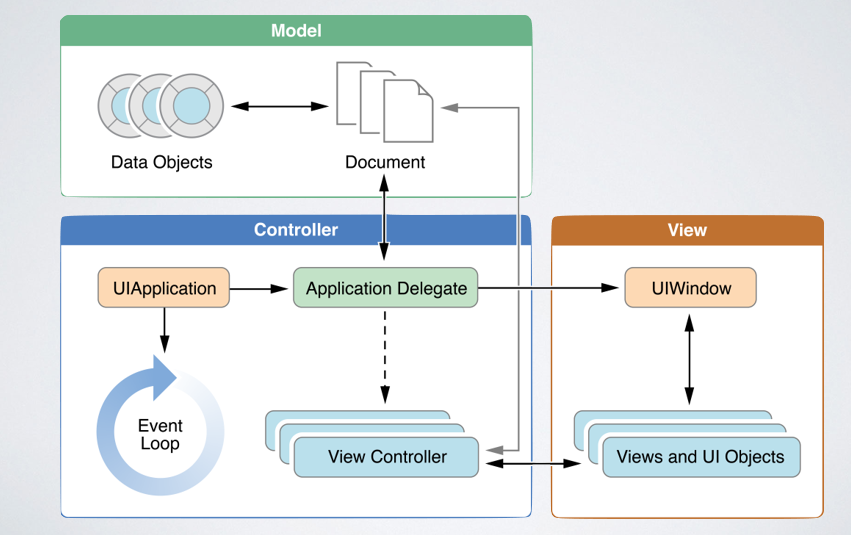 Model
Data Objects
Document
Controller
View
UIApplication
Application Delegate
UIWindow
Event
Loop
View Controller
Views and UI Objects